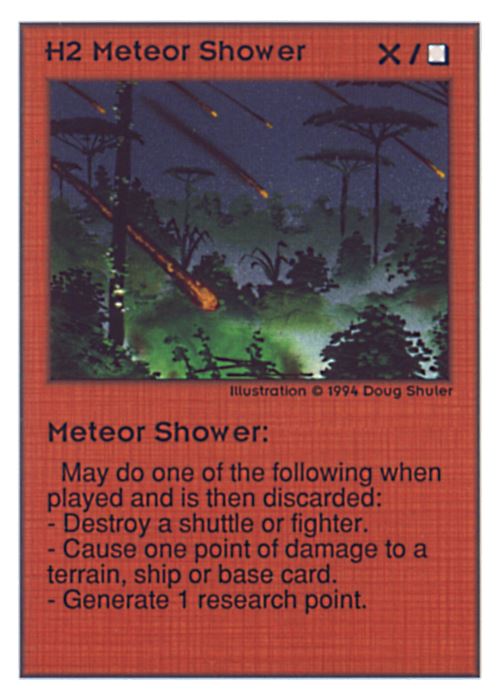 H2 Meteor Shower X /
Illustration © 1994 Doug Shuler
Meteor Shower:
May do one of the following when
played and is then discarded:
- Destroy a shuttle or fighter.
- Cause one point of damage to a
terrain, ship or base card.
- Generate 1 research point.